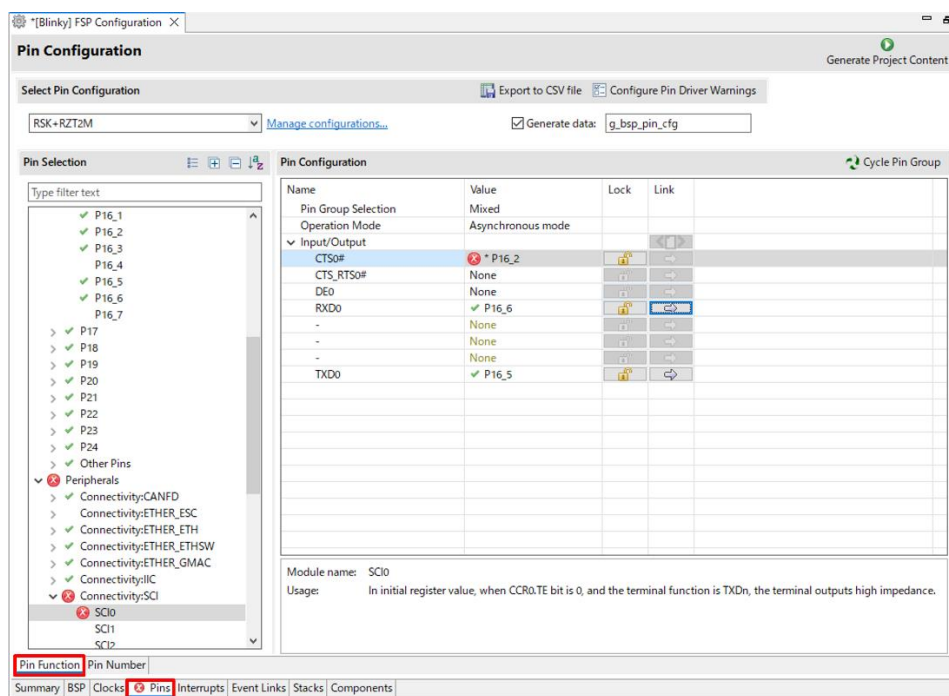 *[Blinky] FSP Configuration
Pin Configuration
Generate Project Content
Select Pin Configuration
Export to CSV file
Configure Pin Driver Warnings
RSK+RZT2M
Manage configurations...
Generate data:
g_bsp_pin_cfg
Pin Selection
Pin Configuration
Cycle Pin Group
Type filter text
P16_1
P16_2
P16_3
P16_4
P16_5
P16_6
P16_7
P17
P18
P19
P20
P21
P22
P23
P24
Other Pins
Peripherals
Connectivity:CANFD
Connectivity:ETHER_ESC
Connectivity:ETHER_ETH
Connectivity:ETHER_ETHSW
Connectivity:ETHER_GMAC
Connectivity:IIC
Connectivity:SCI
SCI0
SCI1
SCI2
Name Value Lock Link
Pin Group Selection Mixed
Operation Mode Asynchronous mode
Input/Output
CTS0# * P16_2
CTS_RTS0# None
DE0 None
RXD0 P16_6
- None
- None
- None
TXD0 P16_5
Module name: SCI0
Usage: In initial register value, when CCR0.TE bit is 0, and the terminal function is TXDn, the terminal outputs high impedance.
Pin Function Pin Number
Summary BSP Clocks Pins Interrupts Event Links Stacks Components